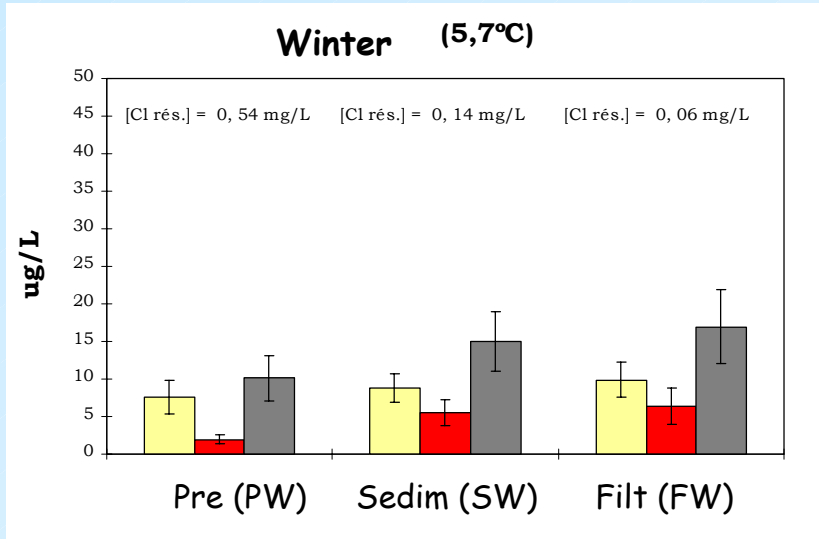 Winter (5,7ºC)
50
45
40
35
30
25
20
15
10
5
0
ug/L
[Cl rés.] = 0, 54 mg/L
[Cl rés.] = 0, 14 mg/L
[Cl rés.] = 0, 06 mg/L
Pre (PW)
Sedim (SW)
Filt (FW)